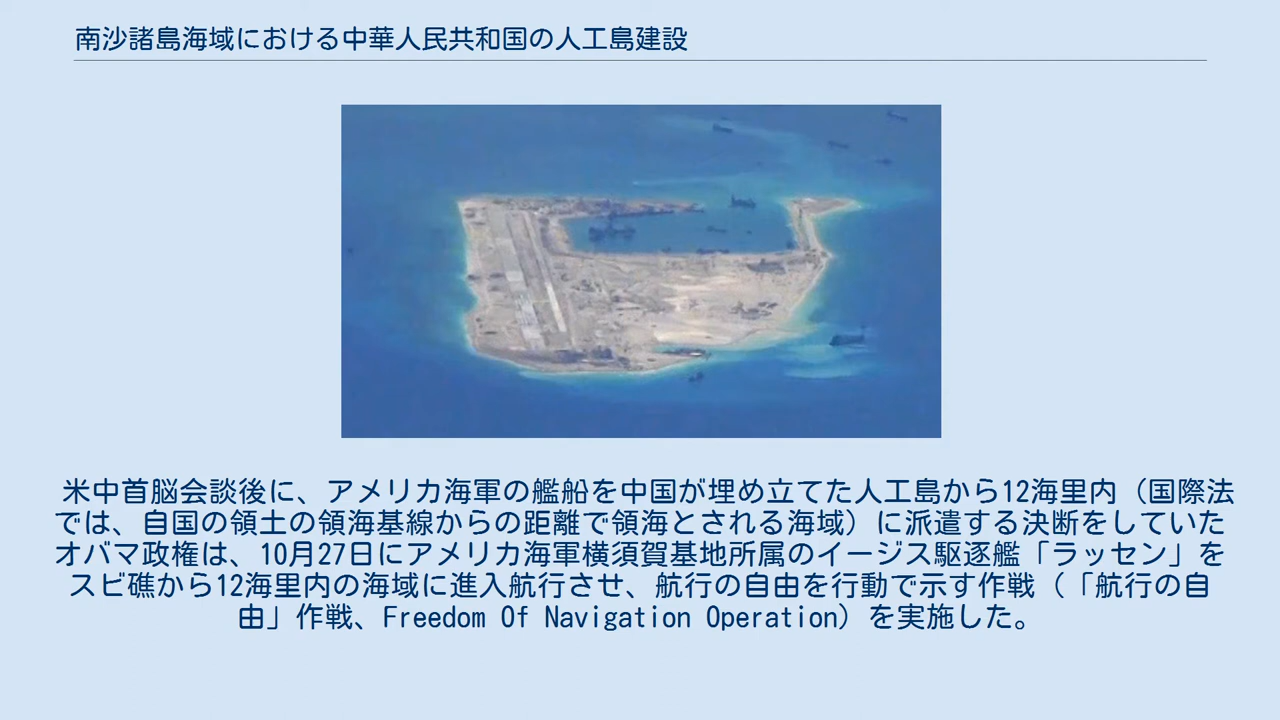 南沙諸島海域における中華人民共和国の人工島建設
米中首脳会談後に、アメリカ海軍の艦船を中国が埋め立てた人工島から12海里内（国際法
では、自国の領土の領海基線からの距離で領海とされる海域）に派遣する決断をしていた
オバマ政権は、10月27日にアメリカ海軍横須賀基地所属のイージス駆逐艦「ラッセン」を
スビ礁から12海里内の海域に進入航行させ、航行の自由を行動で示す作戦（「航行の自
由」作戦、Freedom Of Navigation Operation）を実施した。